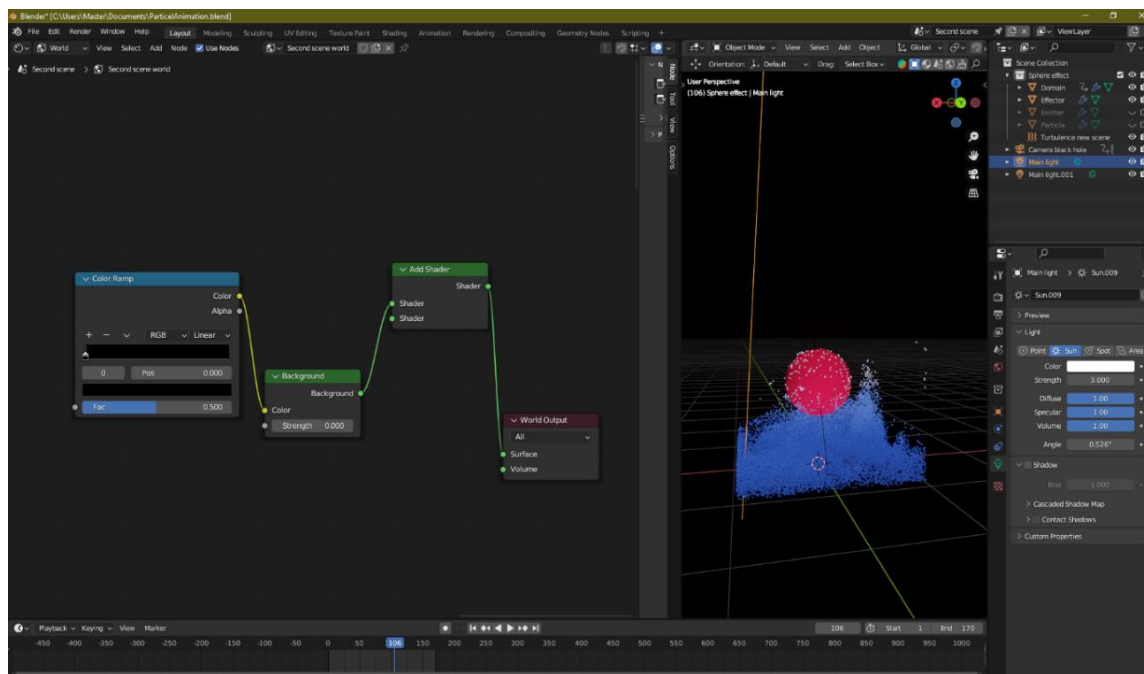 Blender* [C:\Users\Master\Documents\ParticeAnimation.blend]
File Edit Render Window Help Layout Modeling Sculpting UV Editing Texture Paint Shading Animation Rendering Compositing Geometry Nodes Scripting + Second scene ViewLayer
World View Select Add Node Use Nodes Second scene world
Object Mode View Select Add Object Global
Second scene > Second scene world
Orientation: Default Drag: Select Box
Node
Tool
View
Options
User Perspective
(106) Sphere effect | Main light
X
Z
Y
Scene Collection
Sphere effect
Domain
Effector
Emitter
Particle
Turbulence new scene
Camera black hole
Main light
Main light.001
Color Ramp
Color
Alpha
+ − RGB Linear
0 Pos 0.000
Fac 0.500
Background
Background
Color
Strength 0.000
Add Shader
Shader
Shader
Shader
World Output
All
Surface
Volume
Main light > Sun.009
Sun.009
> Preview
Light
Point Sun Spot Area
Color
Strength 3.000
Diffuse 1.00
Specular 1.00
Volume 1.00
Angle 0.526°
Shadow
Bias 1.000
> Cascaded Shadow Map
> Contact Shadows
> Custom Properties
Playback Keying View Marker 106 Start 1 End 170
-450 -400 -350 -300 -250 -200 -150 -100 -50 0 50 106 150 200 250 300 350 400 450 500 550 600 650 700 750 800 850 900 950 1000